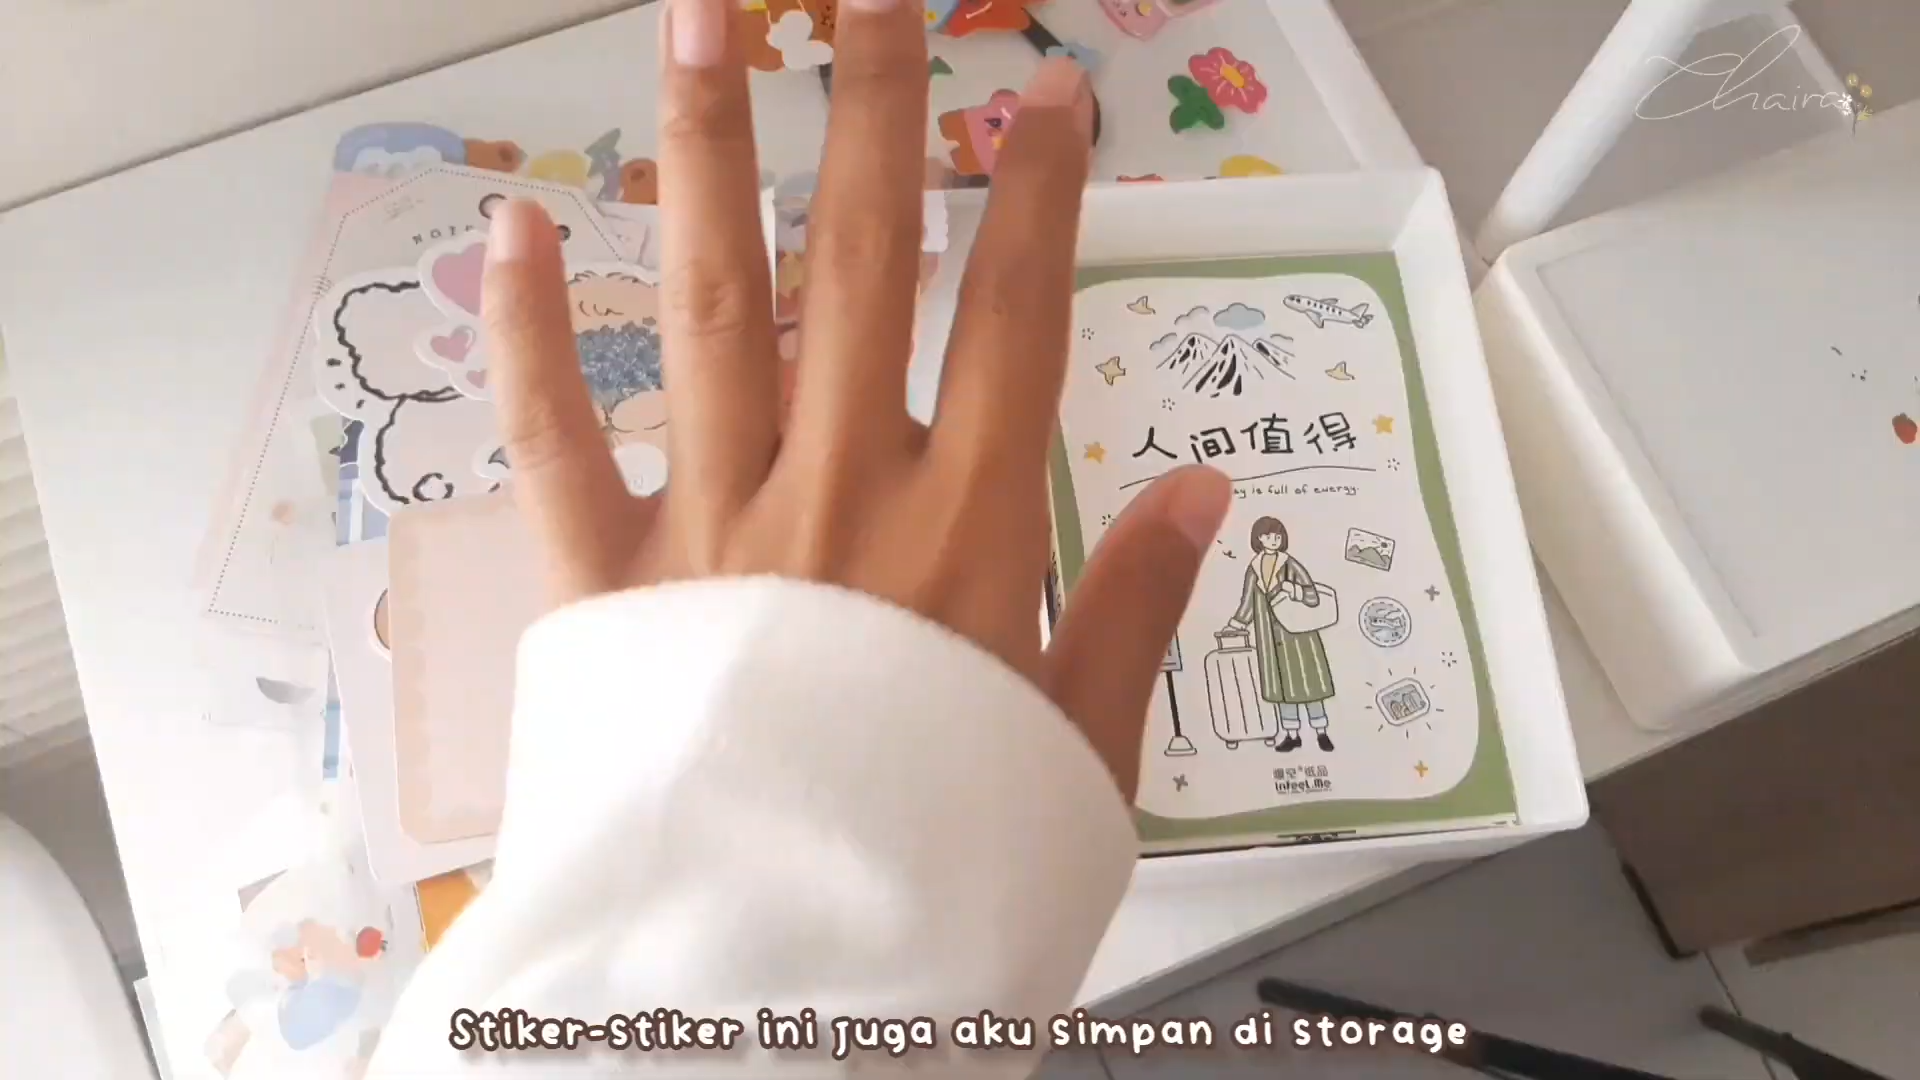 Chaira
人间值得
ay is full of energy.
infeeL.Me
Stiker-Stiker ini juga aku simpan di storage